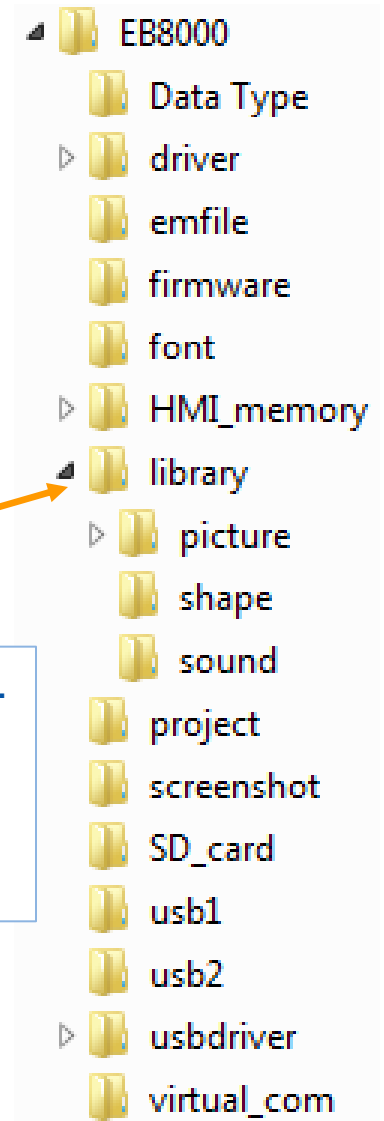 EB8000
Data Type
driver
emfile
firmware
font
HMI_memory
library
picture
shape
sound
project
screenshot
SD_card
usb1
usb2
usbdriver
virtual_com